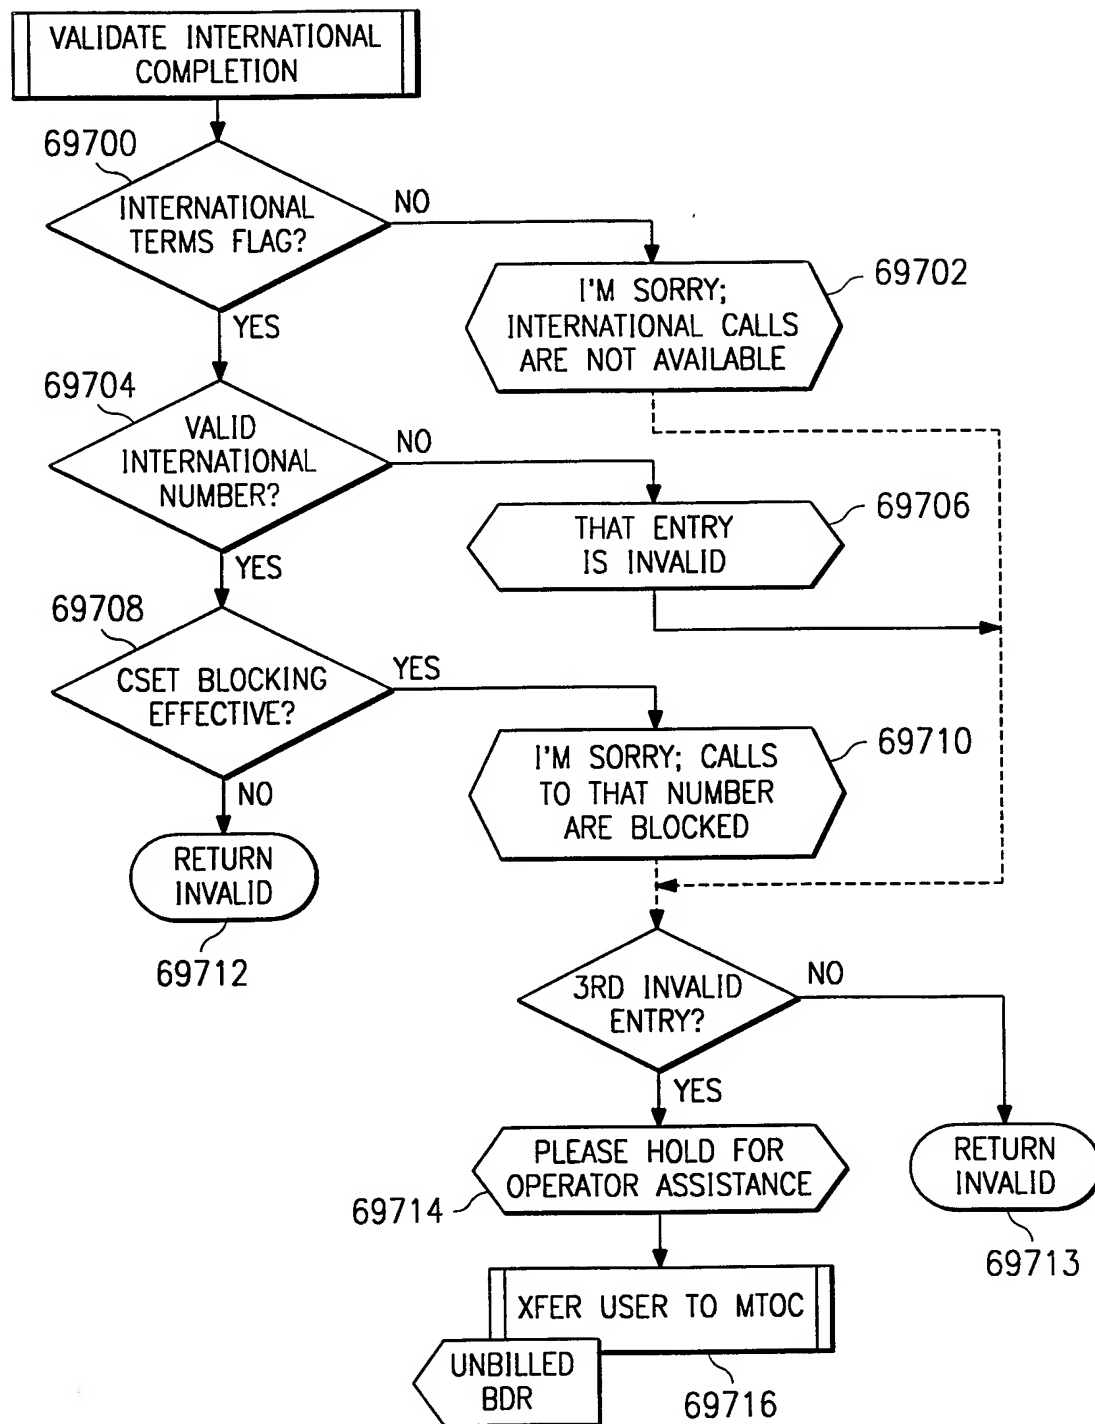 VALIDATE INTERNATIONAL
COMPLETION
69700
INTERNATIONAL
TERMS FLAG?
NO
YES
I'M SORRY;
INTERNATIONAL CALLS
ARE NOT AVAILABLE
69702
69704
VALID
INTERNATIONAL
NUMBER?
NO
YES
THAT ENTRY
IS INVALID
69706
69708
CSET BLOCKING
EFFECTIVE?
YES
NO
I'M SORRY; CALLS
TO THAT NUMBER
ARE BLOCKED
69710
RETURN
INVALID
69712
3RD INVALID
ENTRY?
NO
YES
PLEASE HOLD FOR
OPERATOR ASSISTANCE
69714
RETURN
INVALID
69713
XFER USER TO MTOC
UNBILLED
BDR
69716